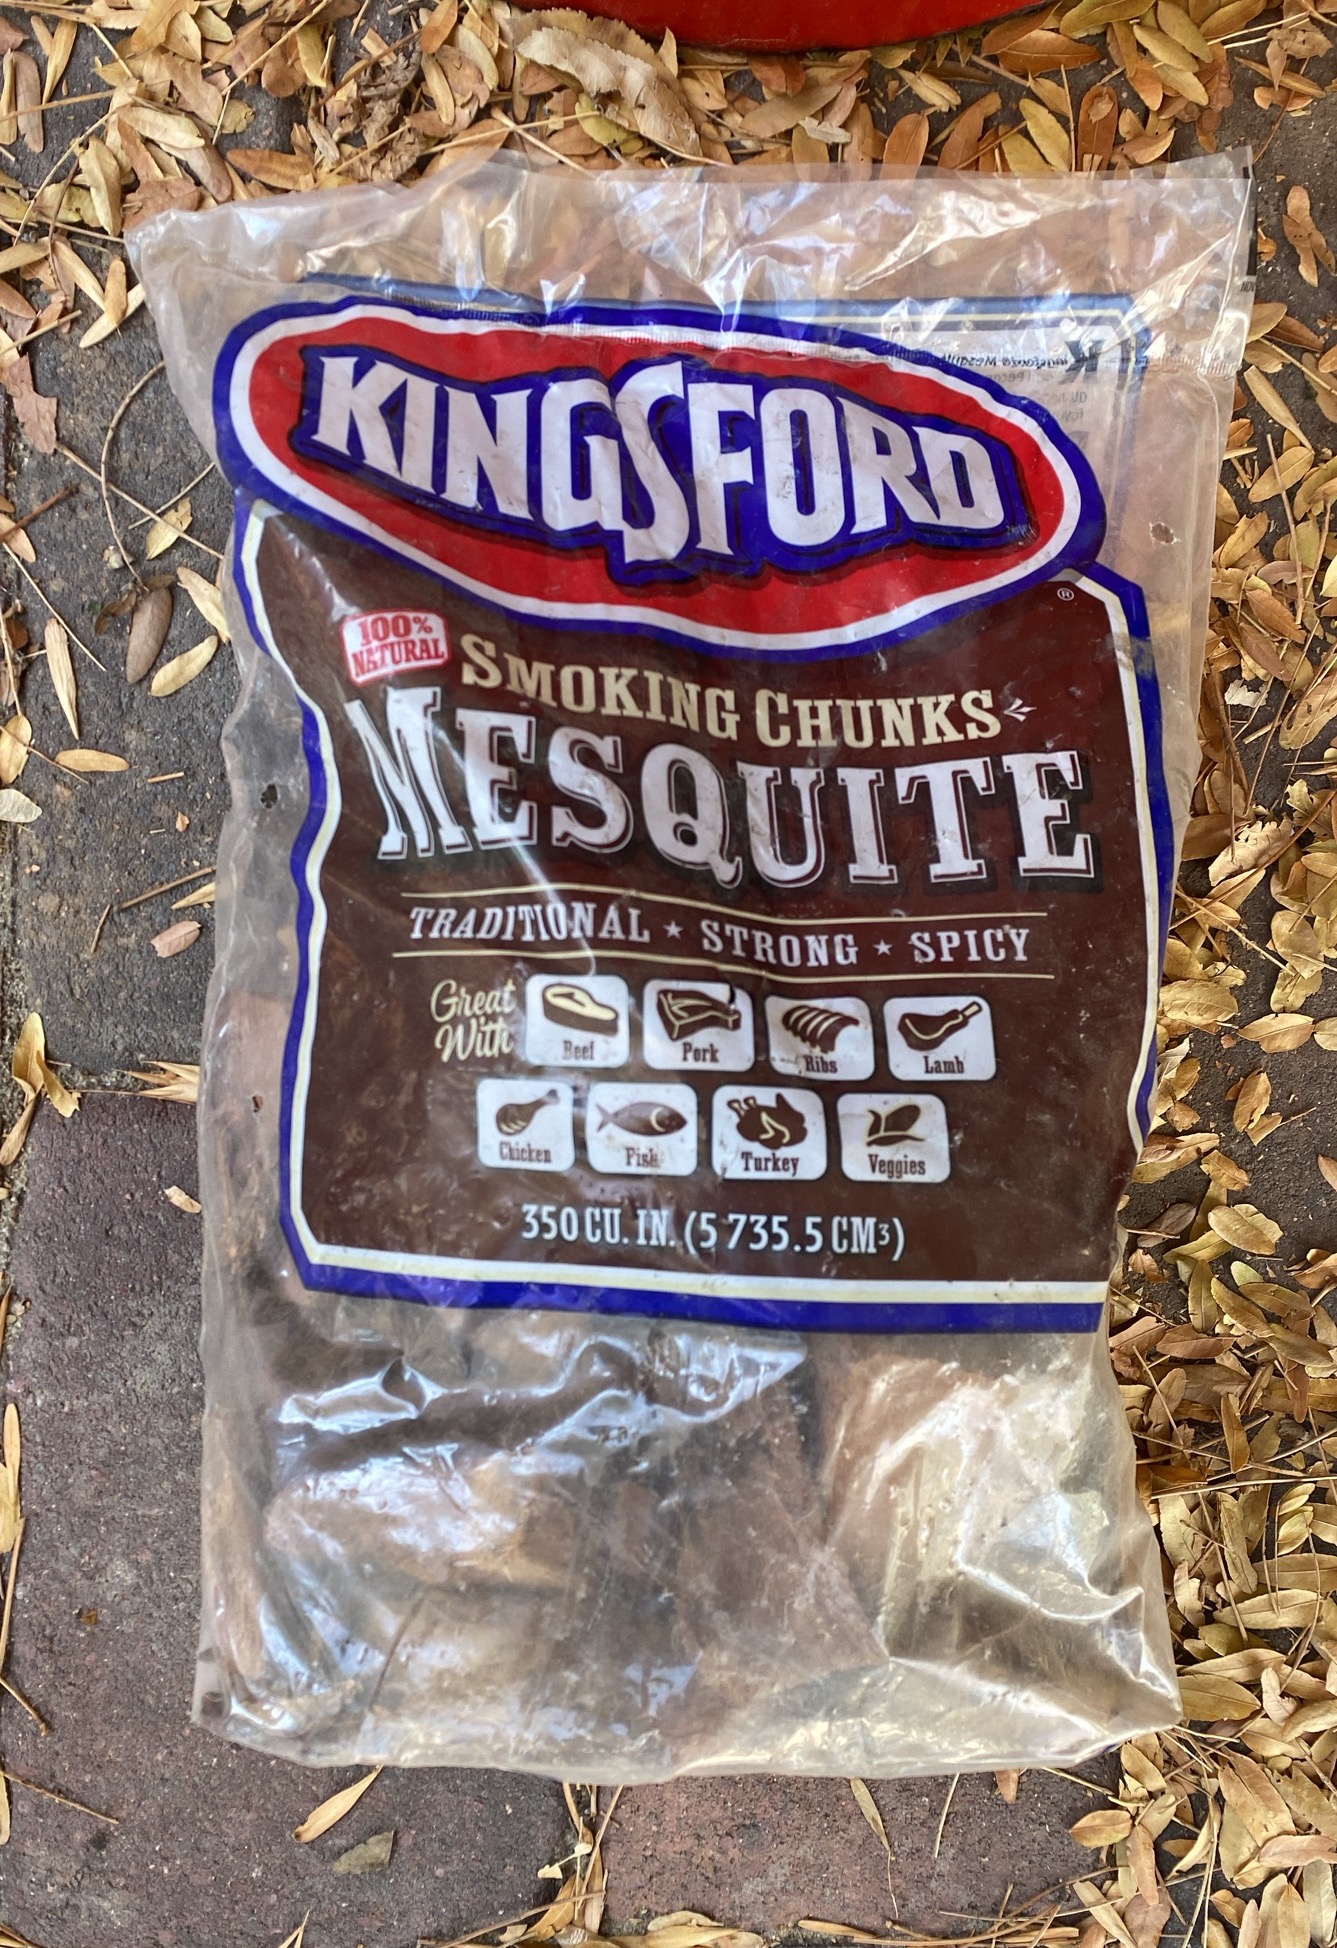 KINGSFORD
®
100%
NATURAL
SMOKING CHUNKS
MESQUITE
TRADITIONAL ★ STRONG ★ SPICY
Great
With
Beef
Pork
Ribs
Lamb
Chicken
Fish
Turkey
Veggies
350 CU. IN. (5 735.5 CM³)